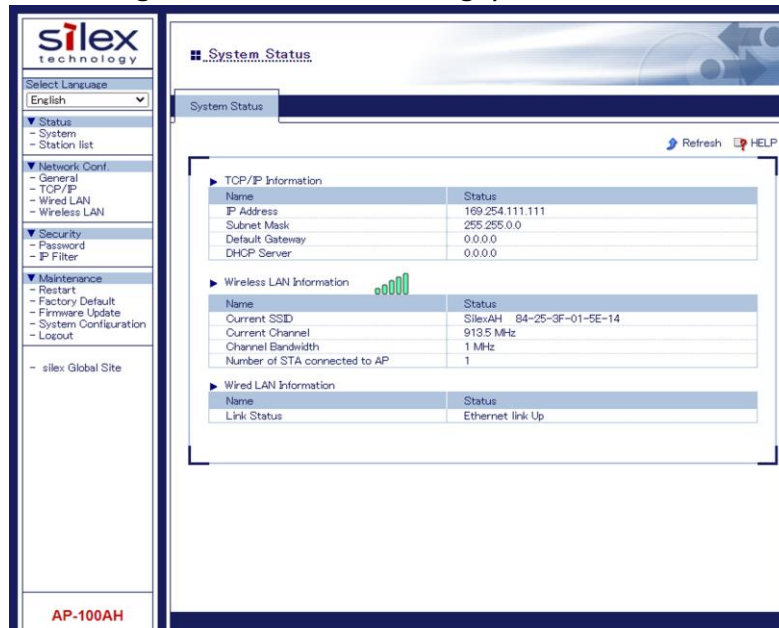 silex
technology
Select Language
English
▼ Status
- System
- Station list
▼ Network Conf.
- General
- TCP/IP
- Wired LAN
- Wireless LAN
▼ Security
- Password
- IP Filter
▼ Maintenance
- Restart
- Factory Default
- Firmware Update
- System Configuration
- Logout
- silex Global Site
AP-100AH
System Status
System Status
Refresh HELP
TCP/IP Information
Name Status
IP Address 169.254.111.111
Subnet Mask 255.255.0.0
Default Gateway 0.0.0.0
DHCP Server 0.0.0.0
Wireless LAN Information
Name Status
Current SSID SilexAH 84-25-3F-01-5E-14
Current Channel 913.5 MHz
Channel Bandwidth 1 MHz
Number of STA connected to AP 1
Wired LAN Information
Name Status
Link Status Ethernet link Up